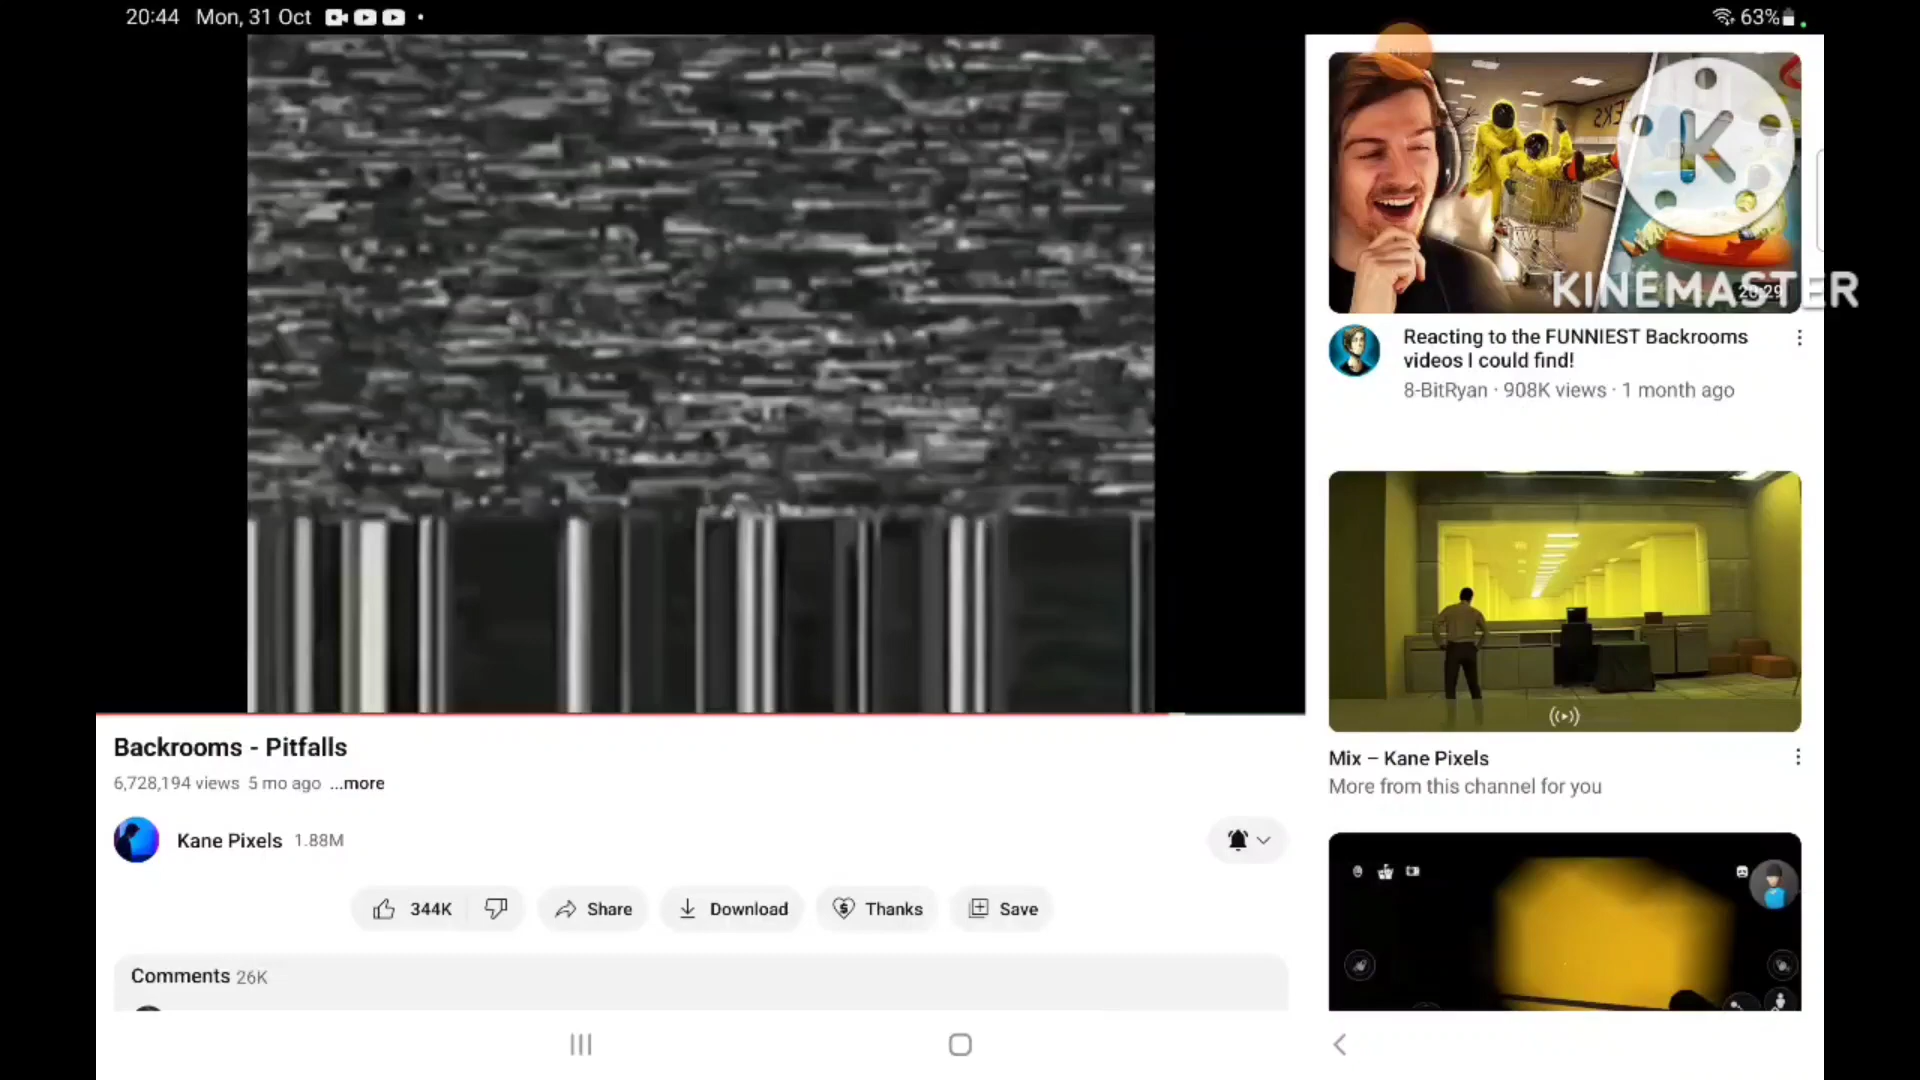 20:44 Mon, 31 Oct
63%
K
KINEMASTER
20:29
Reacting to the FUNNIEST Backrooms
videos I could find!
8-BitRyan · 908K views · 1 month ago
Backrooms - Pitfalls
6,728,194 views 5 mo ago ...more
Kane Pixels 1.88M
344K Share Download Thanks Save
Comments 26K
Mix – Kane Pixels
More from this channel for you